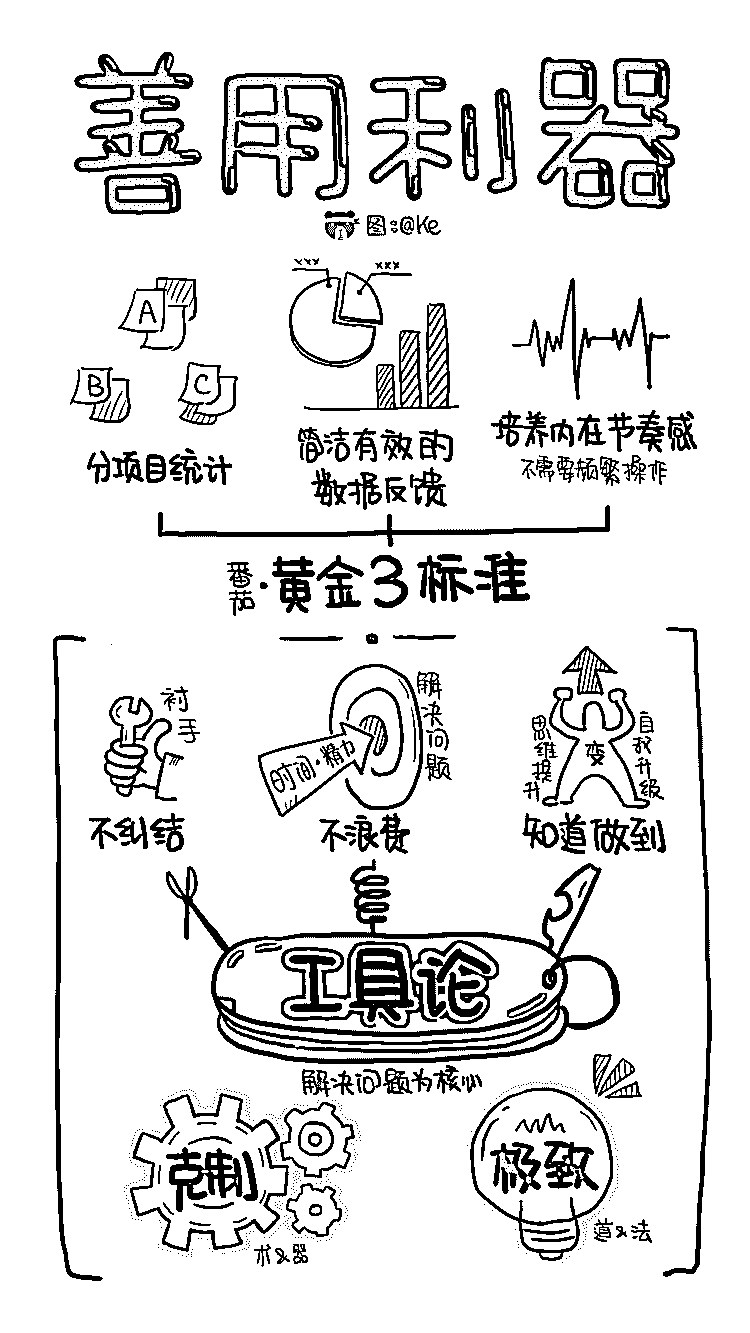 善用利器
图:@Ke
A
B
C
xxx
xxx
分项目统计
简洁有效的
数据反馈
培养内在节奏感
不需要频繁操作
番茄·黄金3标准
衬手
不纠结
时间·精力
解决问题
不浪费
思维提升
变
自我升级
知道做到
工具论
解决问题为核心
克制
术&器
极致
道&法